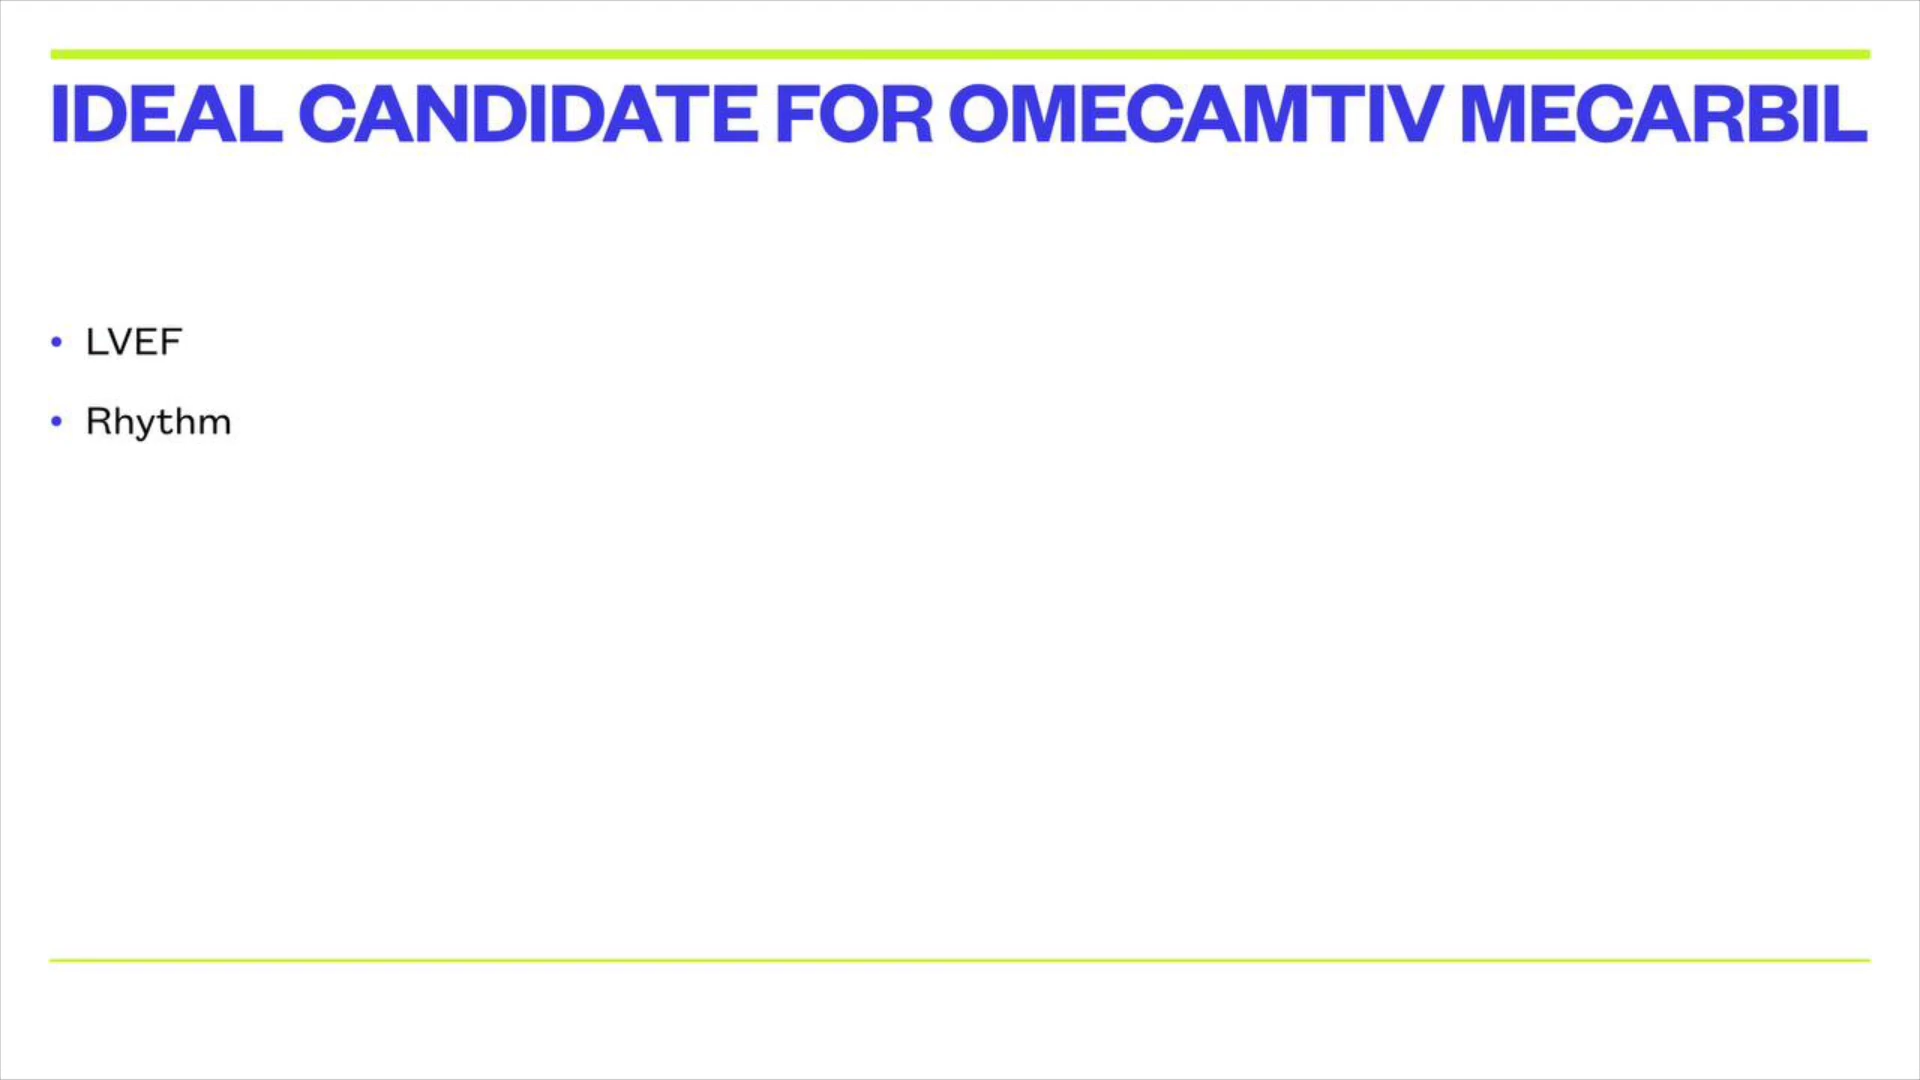 IDEAL CANDIDATE FOR OMECAMTIV MECARBIL
• LVEF
• Rhythm